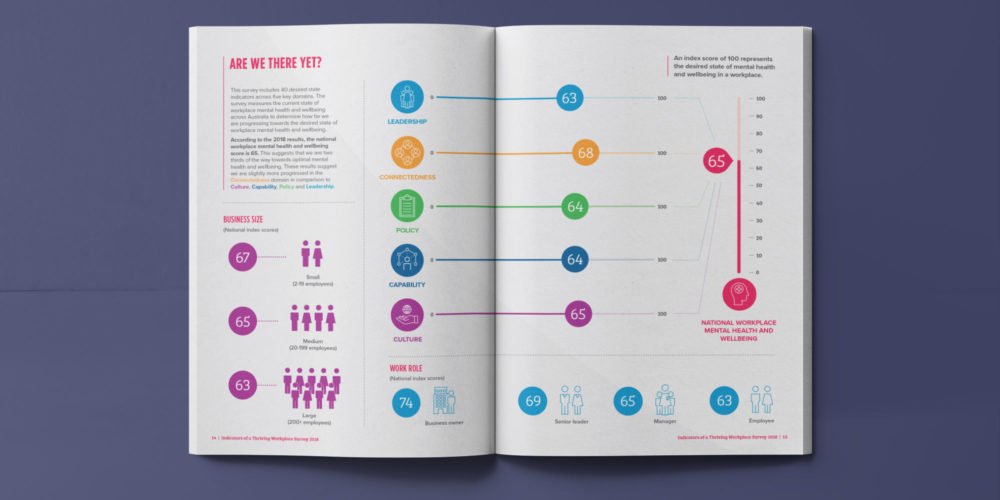 ARE WE THERE YET?
This survey includes 40 desired state
indicators across five key domains. The
survey measures the current state of
workplace mental health and wellbeing
across Australia to determine how far we
are progressing towards the desired state of
workplace mental health and wellbeing.
According to the 2018 results, the national
workplace mental health and wellbeing
score is 65. This suggests that we are two
thirds of the way towards optimal mental
health and wellbeing. These results suggest
we are slightly more progressed in the
Connectedness domain in comparison to
Culture, Capability, Policy and Leadership.
BUSINESS SIZE
(National index scores)
67
Small
(2-19 employees)
65
Medium
(20-199 employees)
63
Large
(200+ employees)
14 | Indicators of a Thriving Workplace Survey 2018
LEADERSHIP
0
63
100
CONNECTEDNESS
0
68
100
POLICY
0
64
100
CAPABILITY
0
64
100
CULTURE
0
65
100
An index score of 100 represents
the desired state of mental health
and wellbeing in a workplace.
65
100
90
80
70
60
50
40
30
20
10
0
NATIONAL WORKPLACE
MENTAL HEALTH AND
WELLBEING
WORK ROLE
(National index scores)
74
Business owner
69
Senior leader
65
Manager
63
Employee
Indicators of a Thriving Workplace Survey 2018 | 15